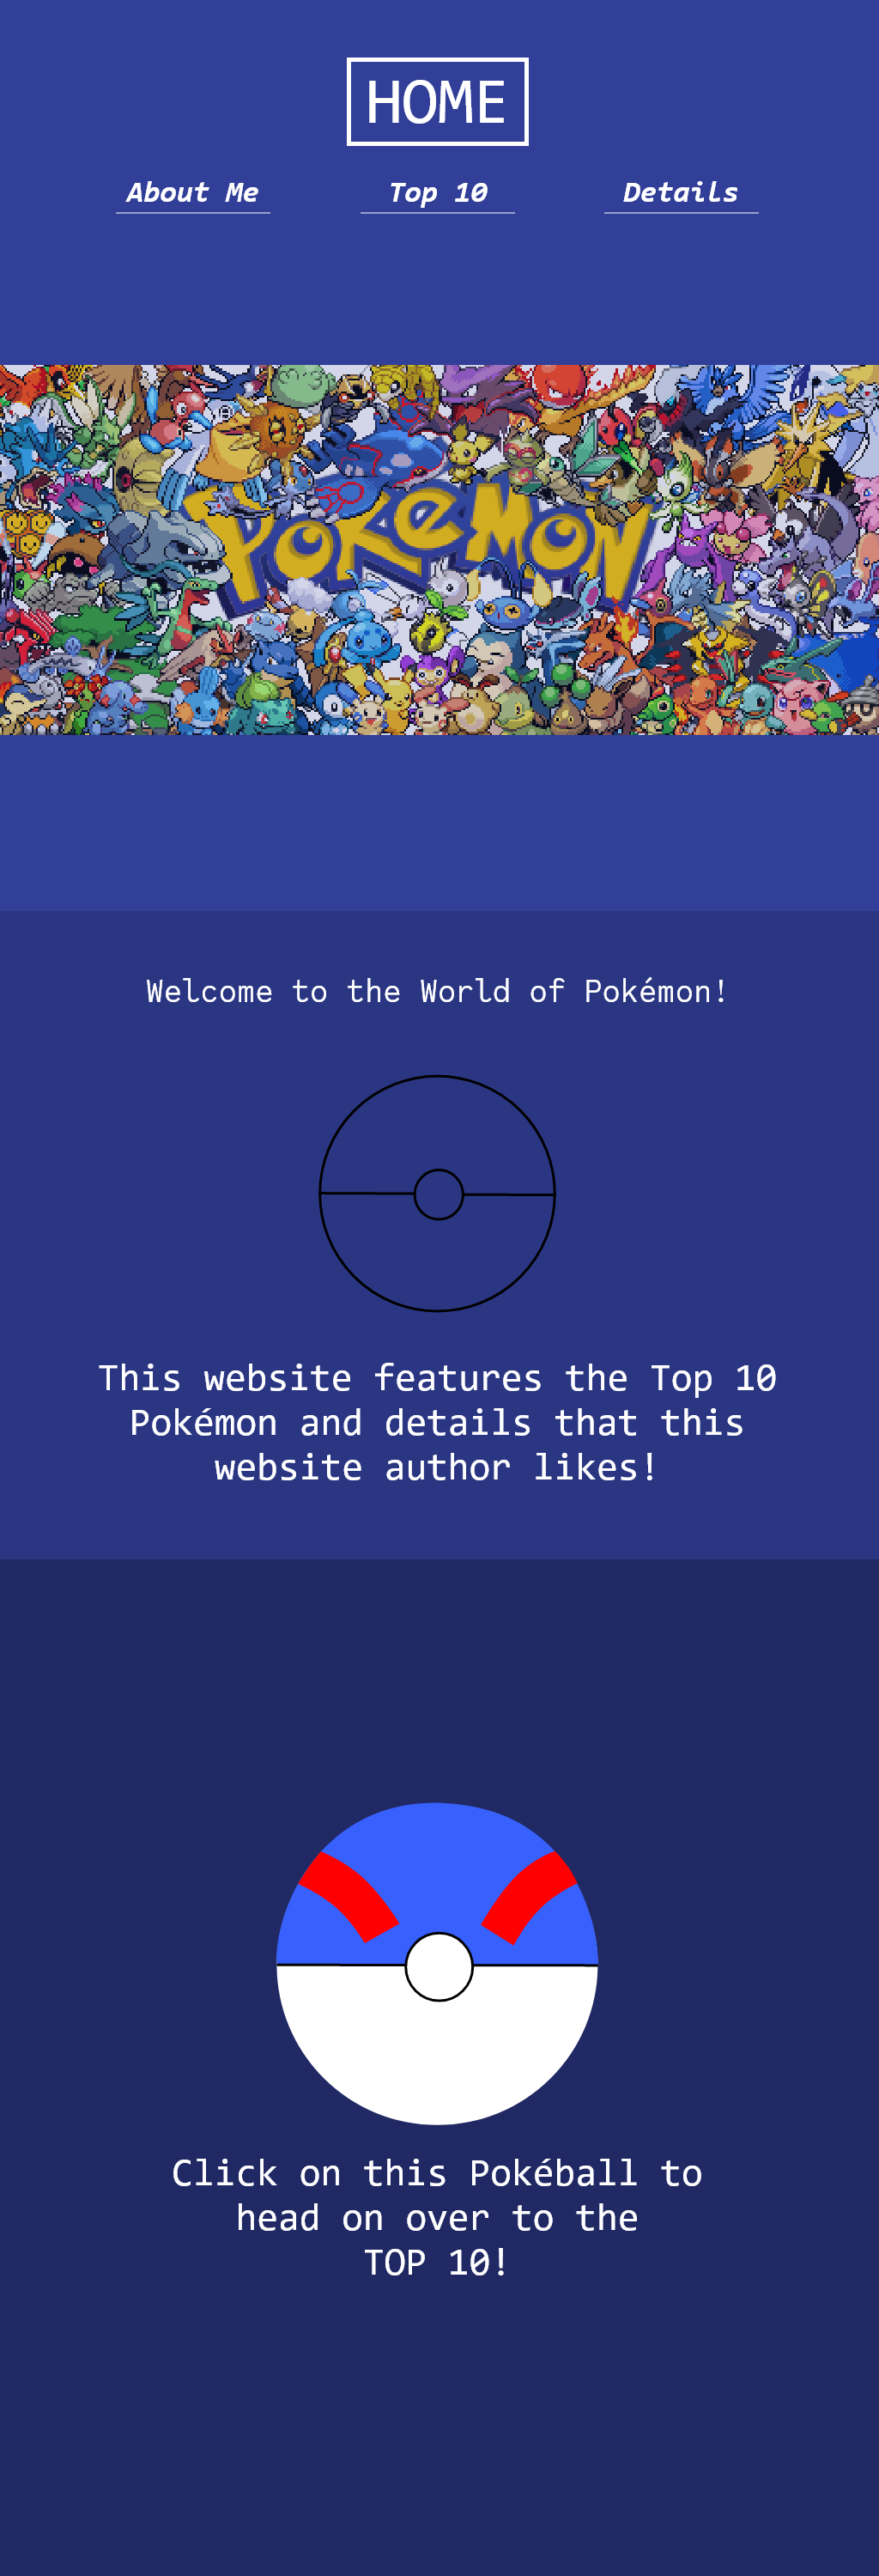 HOME
About Me Top 10 Details
POKéMON
Welcome to the World of Pokémon!
This website features the Top 10
Pokémon and details that this
website author likes!
Click on this Pokéball to
head on over to the
TOP 10!